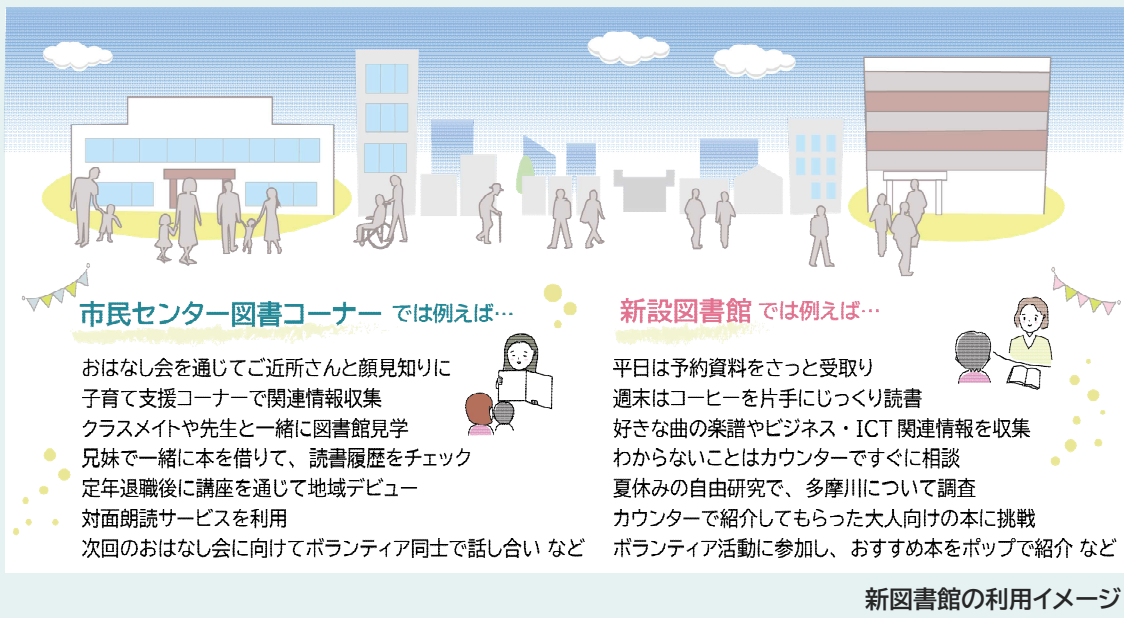 市民センター図書コーナー では例えば…
おはなし会を通じてご近所さんと顔見知りに
子育て支援コーナーで関連情報収集
クラスメイトや先生と一緒に図書館見学
兄妹で一緒に本を借りて、読書履歴をチェック
定年退職後に講座を通じて地域デビュー
対面朗読サービスを利用
次回のおはなし会に向けてボランティア同士で話し合い など
新設図書館 では例えば…
平日は予約資料をさっと受取り
週末はコーヒーを片手にじっくり読書
好きな曲の楽譜やビジネス・ICT関連情報を収集
わからないことはカウンターですぐに相談
夏休みの自由研究で、多摩川について調査
カウンターで紹介してもらった大人向けの本に挑戦
ボランティア活動に参加し、おすすめ本をポップで紹介 など
新図書館の利用イメージ